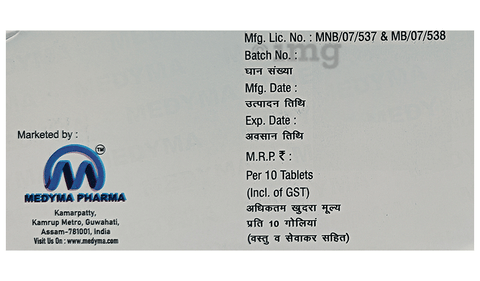 Mfg. Lic. No. : MNB/07/537 & MB/07/538
Batch No. :
घान संख्या
Mfg. Date :
उत्पादन तिथि
Exp. Date :
अवसान तिथि
M.R.P. ₹ :
Per 10 Tablets
(Incl. of GST)
अधिकतम खुदरा मूल्य
प्रति 10 गोलियां
(वस्तु व सेवाकर सहित)
Marketed by :
TM
MEDYMA PHARMA
Kamarpatty,
Kamrup Metro, Guwahati,
Assam-781001, India
Visit Us On : www.medyma.com